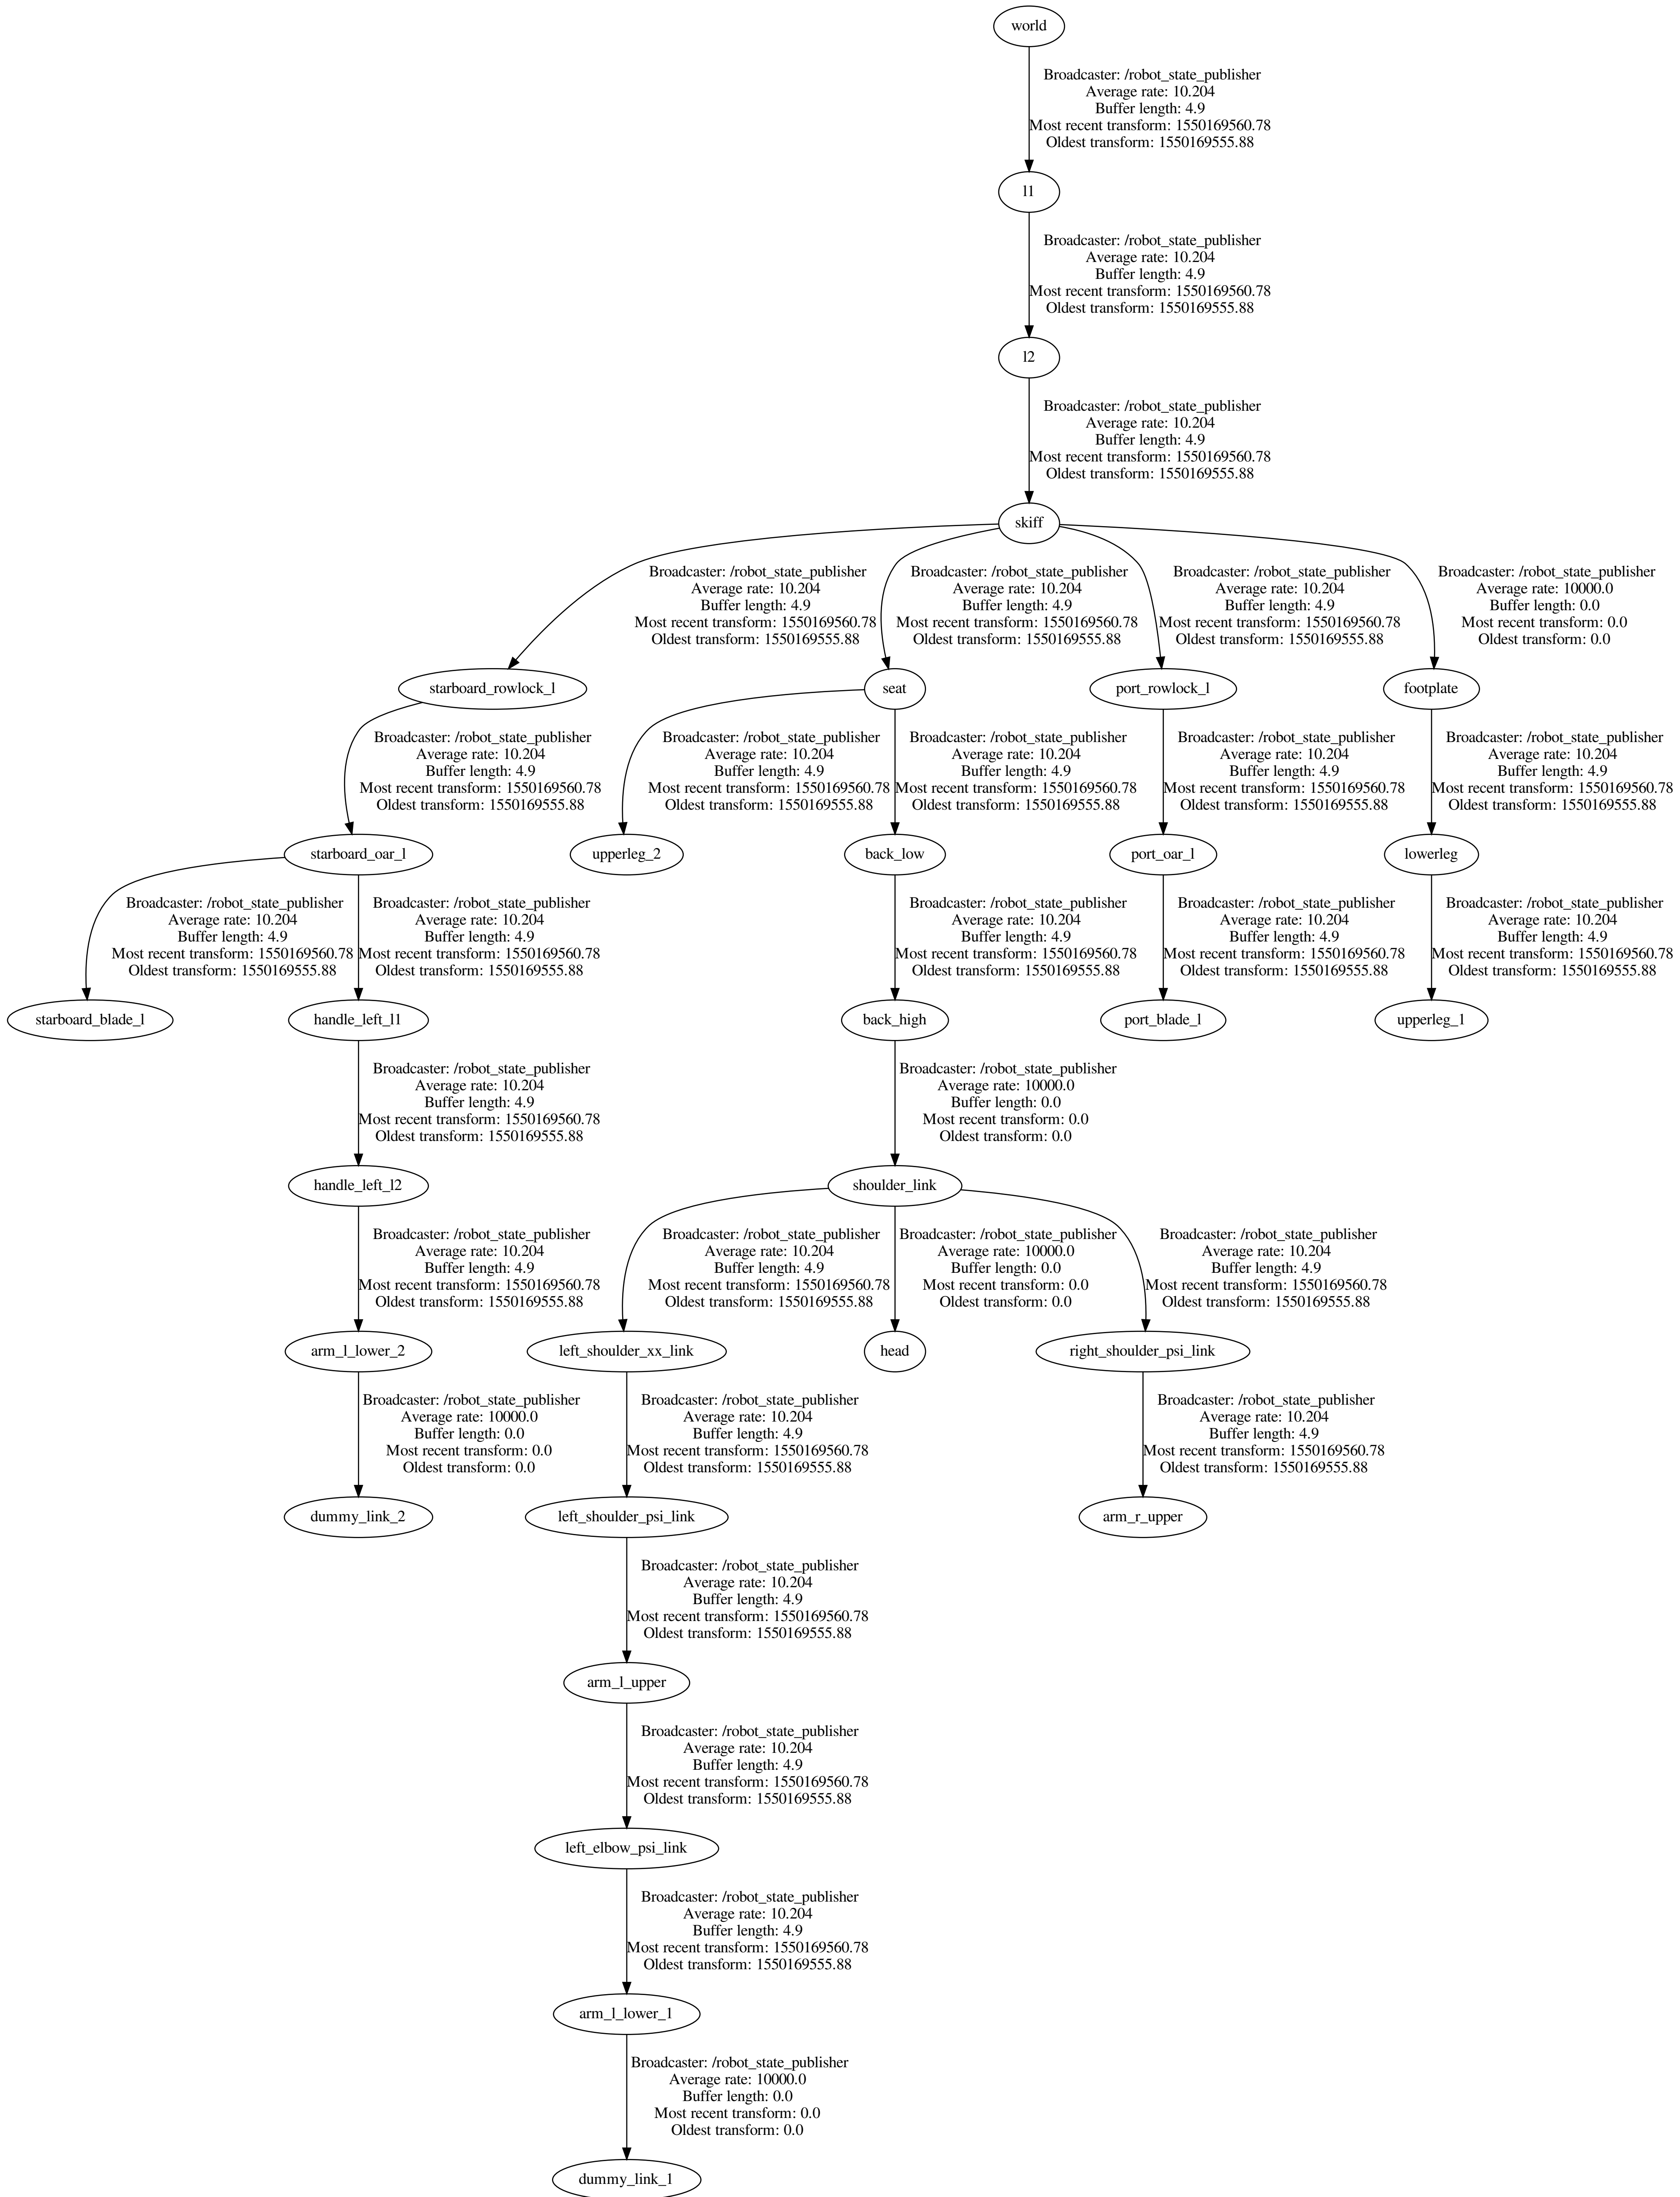 world
Broadcaster: /robot_state_publisher
Average rate: 10.204
Buffer length: 4.9
Most recent transform: 1550169560.78
Oldest transform: 1550169555.88
l1
Broadcaster: /robot_state_publisher
Average rate: 10.204
Buffer length: 4.9
Most recent transform: 1550169560.78
Oldest transform: 1550169555.88
l2
Broadcaster: /robot_state_publisher
Average rate: 10.204
Buffer length: 4.9
Most recent transform: 1550169560.78
Oldest transform: 1550169555.88
skiff
Broadcaster: /robot_state_publisher
Average rate: 10.204
Buffer length: 4.9
Most recent transform: 1550169560.78
Oldest transform: 1550169555.88
Broadcaster: /robot_state_publisher
Average rate: 10.204
Buffer length: 4.9
Most recent transform: 1550169560.78
Oldest transform: 1550169555.88
Broadcaster: /robot_state_publisher
Average rate: 10.204
Buffer length: 4.9
Most recent transform: 1550169560.78
Oldest transform: 1550169555.88
Broadcaster: /robot_state_publisher
Average rate: 10000.0
Buffer length: 0.0
Most recent transform: 0.0
Oldest transform: 0.0
starboard_rowlock_l
seat
port_rowlock_l
footplate
Broadcaster: /robot_state_publisher
Average rate: 10.204
Buffer length: 4.9
Most recent transform: 1550169560.78
Oldest transform: 1550169555.88
Broadcaster: /robot_state_publisher
Average rate: 10.204
Buffer length: 4.9
Most recent transform: 1550169560.78
Oldest transform: 1550169555.88
Broadcaster: /robot_state_publisher
Average rate: 10.204
Buffer length: 4.9
Most recent transform: 1550169560.78
Oldest transform: 1550169555.88
Broadcaster: /robot_state_publisher
Average rate: 10.204
Buffer length: 4.9
Most recent transform: 1550169560.78
Oldest transform: 1550169555.88
Broadcaster: /robot_state_publisher
Average rate: 10.204
Buffer length: 4.9
Most recent transform: 1550169560.78
Oldest transform: 1550169555.88
starboard_oar_l
upperleg_2
back_low
port_oar_l
lowerleg
Broadcaster: /robot_state_publisher
Average rate: 10.204
Buffer length: 4.9
Most recent transform: 1550169560.78
Oldest transform: 1550169555.88
Broadcaster: /robot_state_publisher
Average rate: 10.204
Buffer length: 4.9
Most recent transform: 1550169560.78
Oldest transform: 1550169555.88
Broadcaster: /robot_state_publisher
Average rate: 10.204
Buffer length: 4.9
Most recent transform: 1550169560.78
Oldest transform: 1550169555.88
Broadcaster: /robot_state_publisher
Average rate: 10.204
Buffer length: 4.9
Most recent transform: 1550169560.78
Oldest transform: 1550169555.88
Broadcaster: /robot_state_publisher
Average rate: 10.204
Buffer length: 4.9
Most recent transform: 1550169560.78
Oldest transform: 1550169555.88
starboard_blade_l
handle_left_l1
back_high
port_blade_l
upperleg_1
Broadcaster: /robot_state_publisher
Average rate: 10.204
Buffer length: 4.9
Most recent transform: 1550169560.78
Oldest transform: 1550169555.88
Broadcaster: /robot_state_publisher
Average rate: 10000.0
Buffer length: 0.0
Most recent transform: 0.0
Oldest transform: 0.0
handle_left_l2
shoulder_link
Broadcaster: /robot_state_publisher
Average rate: 10.204
Buffer length: 4.9
Most recent transform: 1550169560.78
Oldest transform: 1550169555.88
Broadcaster: /robot_state_publisher
Average rate: 10.204
Buffer length: 4.9
Most recent transform: 1550169560.78
Oldest transform: 1550169555.88
Broadcaster: /robot_state_publisher
Average rate: 10000.0
Buffer length: 0.0
Most recent transform: 0.0
Oldest transform: 0.0
Broadcaster: /robot_state_publisher
Average rate: 10.204
Buffer length: 4.9
Most recent transform: 1550169560.78
Oldest transform: 1550169555.88
arm_l_lower_2
left_shoulder_xx_link
head
right_shoulder_psi_link
Broadcaster: /robot_state_publisher
Average rate: 10000.0
Buffer length: 0.0
Most recent transform: 0.0
Oldest transform: 0.0
Broadcaster: /robot_state_publisher
Average rate: 10.204
Buffer length: 4.9
Most recent transform: 1550169560.78
Oldest transform: 1550169555.88
Broadcaster: /robot_state_publisher
Average rate: 10.204
Buffer length: 4.9
Most recent transform: 1550169560.78
Oldest transform: 1550169555.88
dummy_link_2
left_shoulder_psi_link
arm_r_upper
Broadcaster: /robot_state_publisher
Average rate: 10.204
Buffer length: 4.9
Most recent transform: 1550169560.78
Oldest transform: 1550169555.88
arm_l_upper
Broadcaster: /robot_state_publisher
Average rate: 10.204
Buffer length: 4.9
Most recent transform: 1550169560.78
Oldest transform: 1550169555.88
left_elbow_psi_link
Broadcaster: /robot_state_publisher
Average rate: 10.204
Buffer length: 4.9
Most recent transform: 1550169560.78
Oldest transform: 1550169555.88
arm_l_lower_1
Broadcaster: /robot_state_publisher
Average rate: 10000.0
Buffer length: 0.0
Most recent transform: 0.0
Oldest transform: 0.0
dummy_link_1